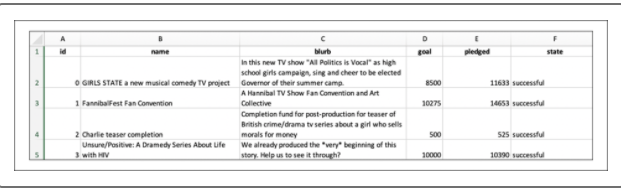 A B C D E F
1 id name blurb goal pledged state
In this new TV show "All Politics is Vocal" as high
school girls campaign, sing and cheer to be elected
2 0 GIRLS STATE a new musical comedy TV project Governor of their summer camp. 8500 11633 successful
A Hannibal TV Show Fan Convention and Art
3 1 FannibalFest Fan Convention Collective 10275 14653 successful
Completion fund for post-production for teaser of
British crime/drama tv series about a girl who sells
4 2 Charlie teaser completion morals for money 500 525 successful
Unsure/Positive: A Dramedy Series About Life We already produced the *very* beginning of this
5 3 with HIV story. Help us to see it through? 10000 10390 successful